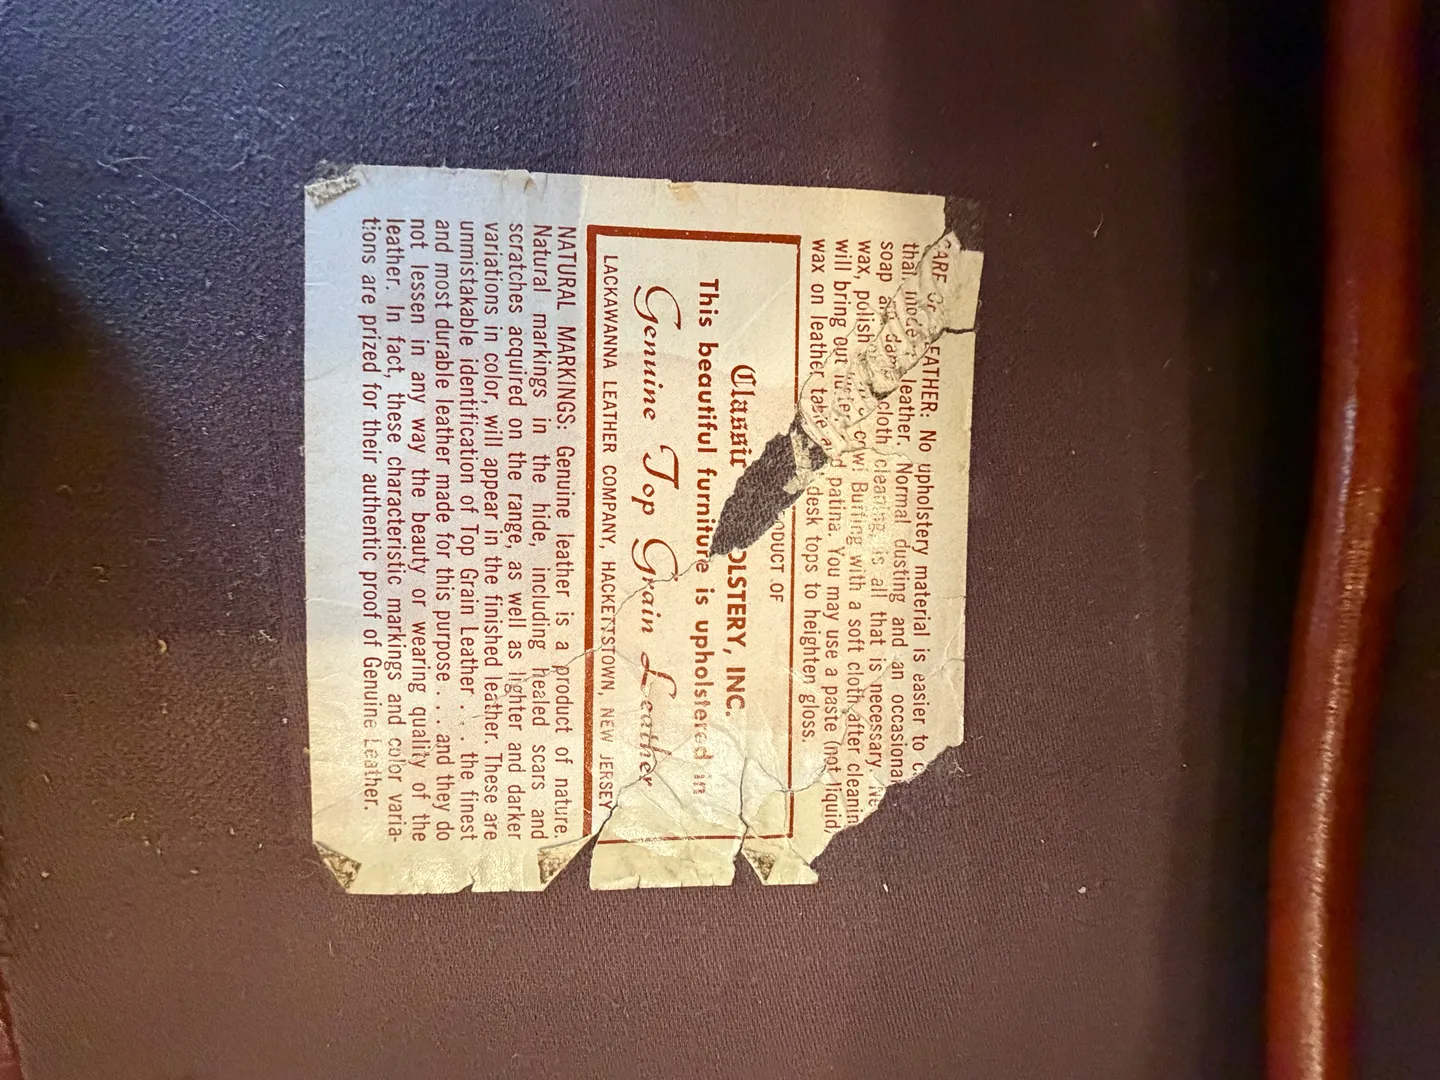 CARE OF LEATHER: No upholstery material is easier to
than modern leather. Normal dusting and an occasional
soap and damp cloth cleaning is all that is necessary.
wax, polish cow! Buffing with a soft cloth after cleanin
will bring out luster and patina. You may use a paste (not liquid)
wax on leather table and desk tops to heighten gloss.
ODUCT OF
Classic OLSTERY, INC.
This beautiful furniture is upholstered in
Genuine Top Grain Leather
LACKAWANNA LEATHER COMPANY, HACKETTSTOWN, NEW JERSEY
NATURAL MARKINGS: Genuine leather is a product of nature.
Natural markings in the hide, including healed scars and
scratches acquired on the range, as well as lighter and darker
variations in color, will appear in the finished leather. These are
unmistakable identification of Top Grain Leather . . . the finest
and most durable leather made for this purpose . . . and they do
not lessen in any way the beauty or wearing quality of the
leather. In fact, these characteristic markings and color varia-
tions are prized for their authentic proof of Genuine Leather.